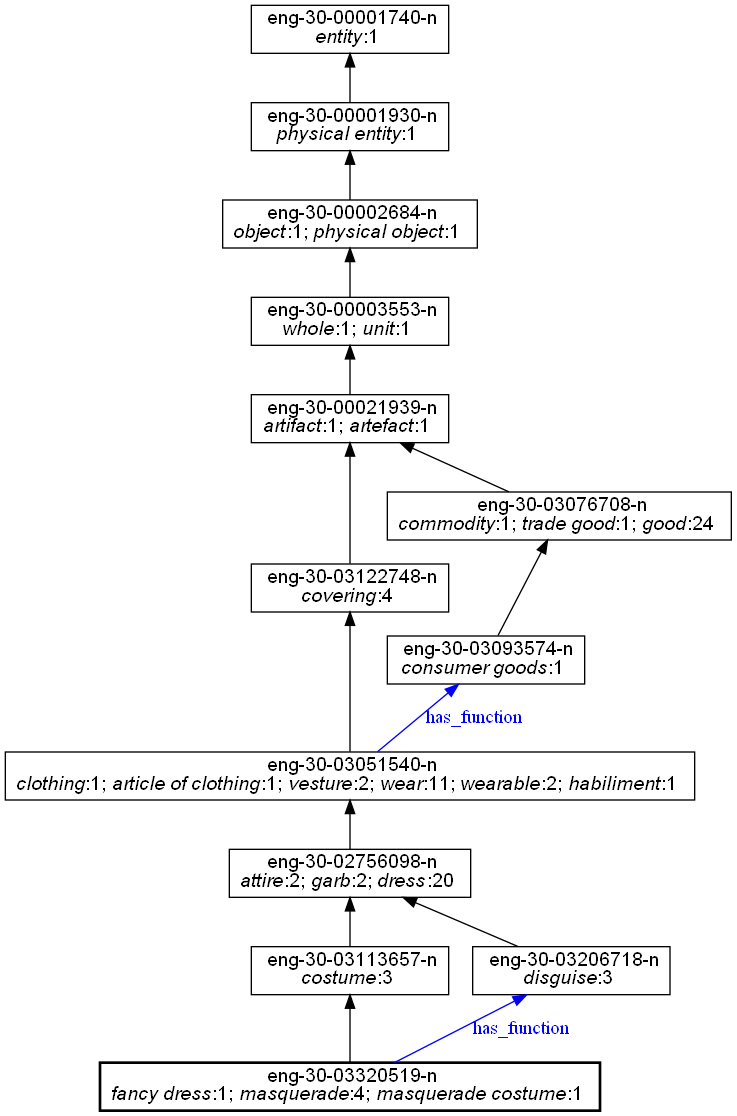 eng-30-00001740-n
entity:1
eng-30-00001930-n
physical entity:1
eng-30-00002684-n
object:1; physical object:1
eng-30-00003553-n
whole:1; unit:1
eng-30-00021939-n
artifact:1; artefact:1
eng-30-03076708-n
commodity:1; trade good:1; good:24
eng-30-03122748-n
covering:4
eng-30-03093574-n
consumer goods:1
has_function
eng-30-03051540-n
clothing:1; article of clothing:1; vesture:2; wear:11; wearable:2; habiliment:1
eng-30-02756098-n
attire:2; garb:2; dress:20
eng-30-03113657-n
costume:3
eng-30-03206718-n
disguise:3
has_function
eng-30-03320519-n
fancy dress:1; masquerade:4; masquerade costume:1